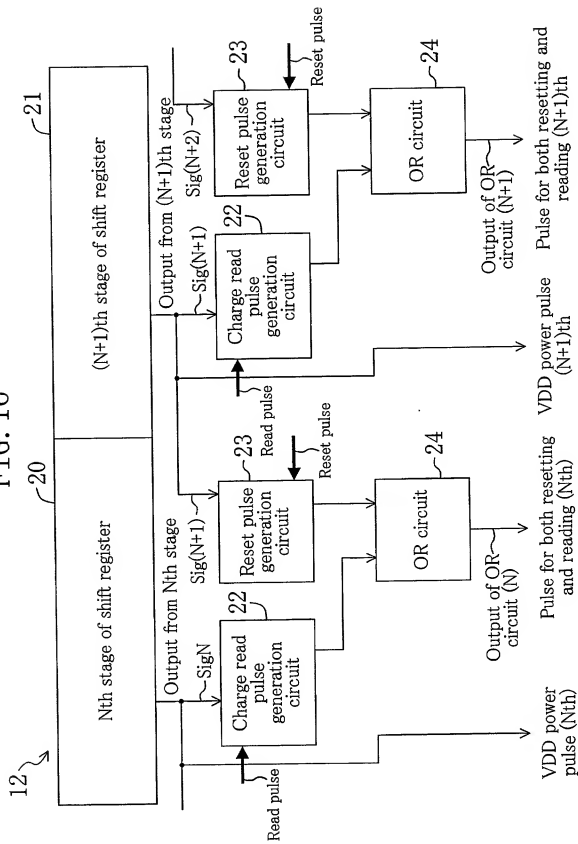 FIG. 10
12
20
21
Nth stage of shift register
(N+1)th stage of shift register
Output from Nth stage
Output from (N+1)th stage
SigN
Sig(N+1)
Sig(N+1)
Sig(N+2)
22
23
22
23
Charge read
pulse
generation
circuit
Reset pulse
generation
circuit
Charge read
pulse
generation
circuit
Reset pulse
generation
circuit
Read pulse
Reset pulse
Read pulse
Reset pulse
24
24
OR circuit
OR circuit
Output of OR
circuit (N)
Output of OR
circuit (N+1)
VDD power
pulse (Nth)
Pulse for both resetting
and reading (Nth)
VDD power pulse
(N+1)th
Pulse for both resetting and
reading (N+1)th